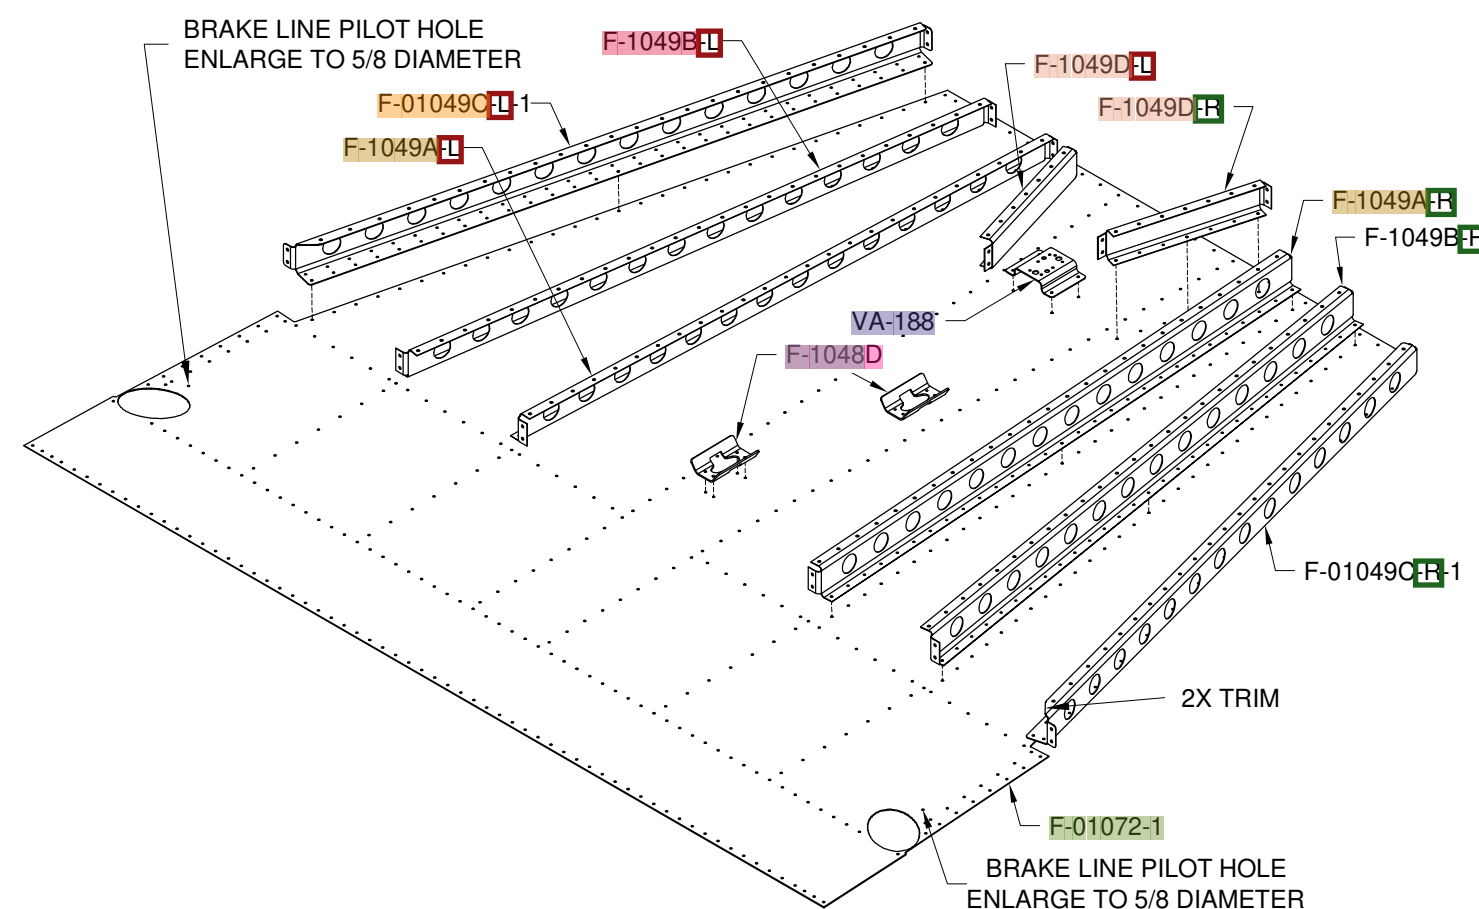 BRAKE LINE PILOT HOLE
ENLARGE TO 5/8 DIAMETER
F-1049B-L
F-01049C-L-1
F-1049A-L
F-1049D-L
F-1049D-R
F-1049A-R
F-1049B-R
VA-188
F-1048D
F-01049C-R-1
2X TRIM
F-01072-1
BRAKE LINE PILOT HOLE
ENLARGE TO 5/8 DIAMETER